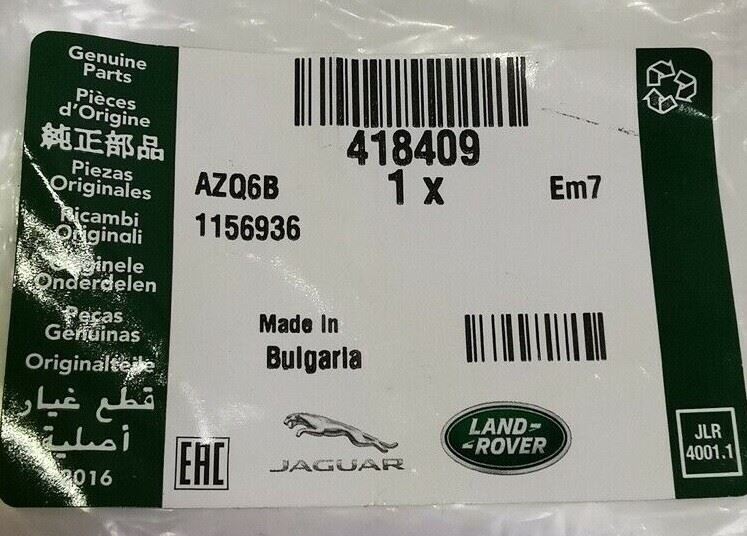 Genuine
Parts
Pièces
d'Origine
純正部品
Piezas
Originales
Ricambi
Originali
Originele
Onderdelen
Peças
Genuinas
Originalteile
قطع غيار
أصلية
2016
418409
AZQ6B
1 x
Em7
1156936
Made In
Bulgaria
EAC
JAGUAR
LAND-
-ROVER
JLR
4001.1